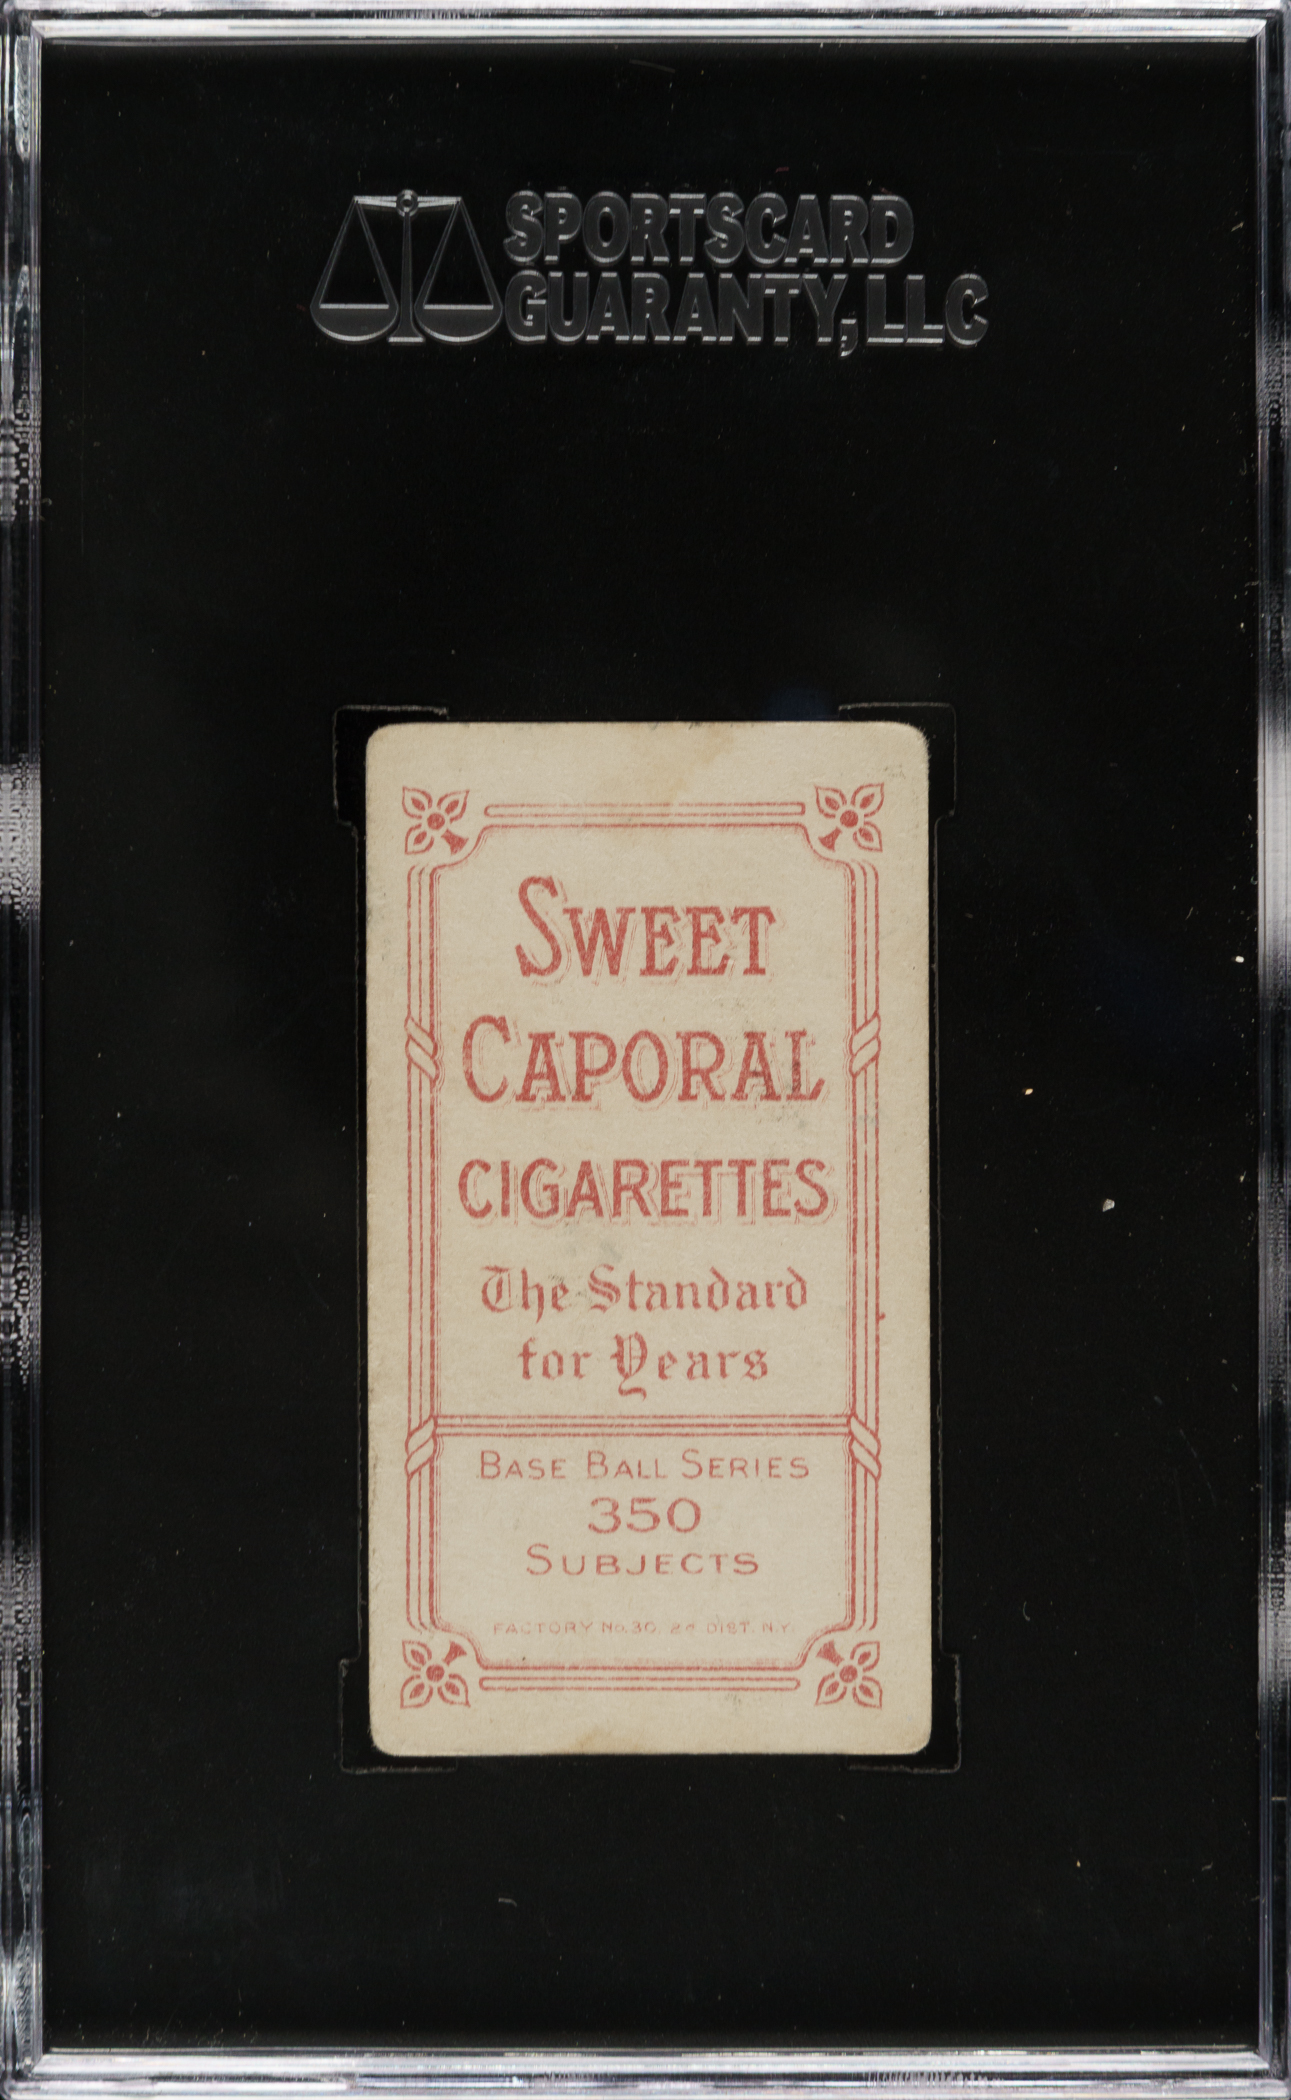 SPORTSCARD
GUARANTY, LLC
SWEET
CAPORAL
CIGARETTES
The Standard
for Years
BASE BALL SERIES
350
SUBJECTS
FACTORY No. 30, 2d DIST. N.Y.